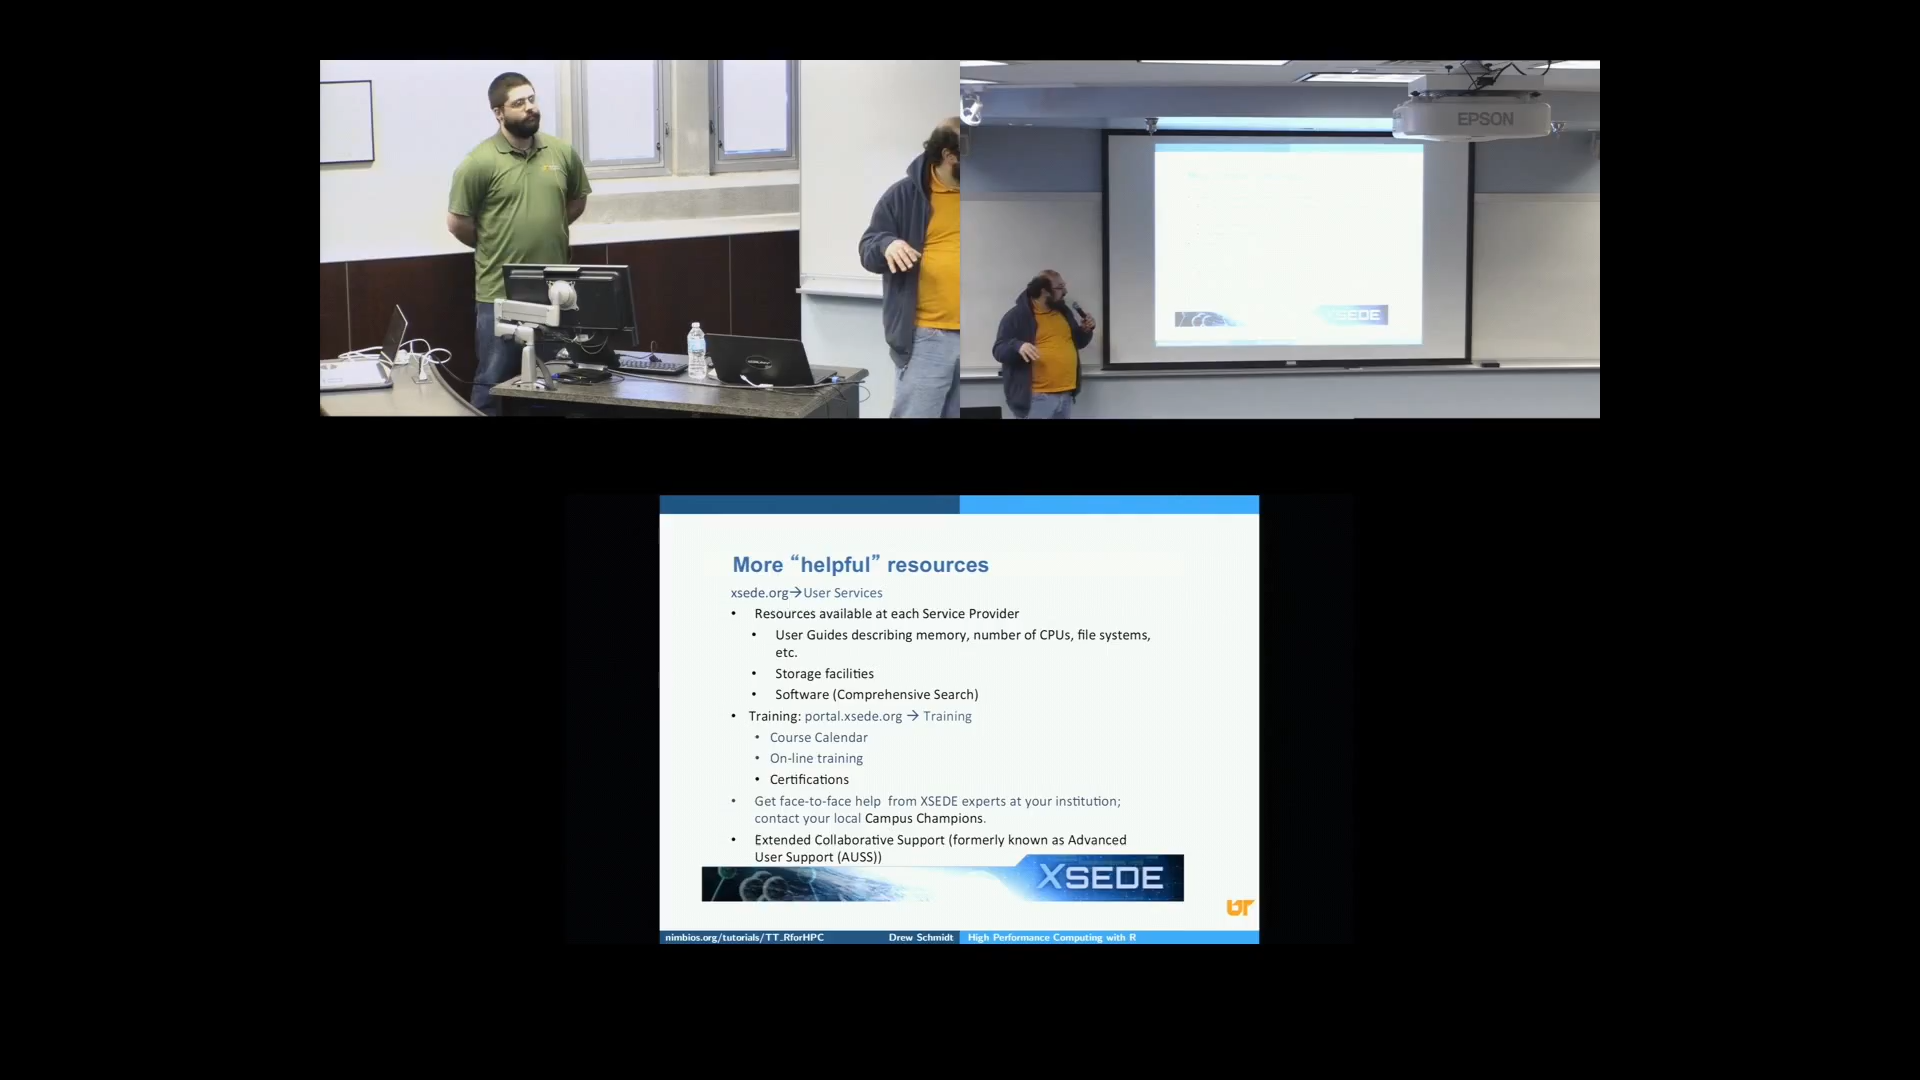 EPSON
XSEDE
More “helpful” resources
xsede.org→User Services
• Resources available at each Service Provider
• User Guides describing memory, number of CPUs, file systems,
etc.
• Storage facilities
• Software (Comprehensive Search)
• Training: portal.xsede.org → Training
• Course Calendar
• On-line training
• Certifications
• Get face-to-face help from XSEDE experts at your institution;
contact your local Campus Champions.
• Extended Collaborative Support (formerly known as Advanced
User Support (AUSS))
XSEDE
UT
nimbios.org/tutorials/TT_RforHPC Drew Schmidt High Performance Computing with R